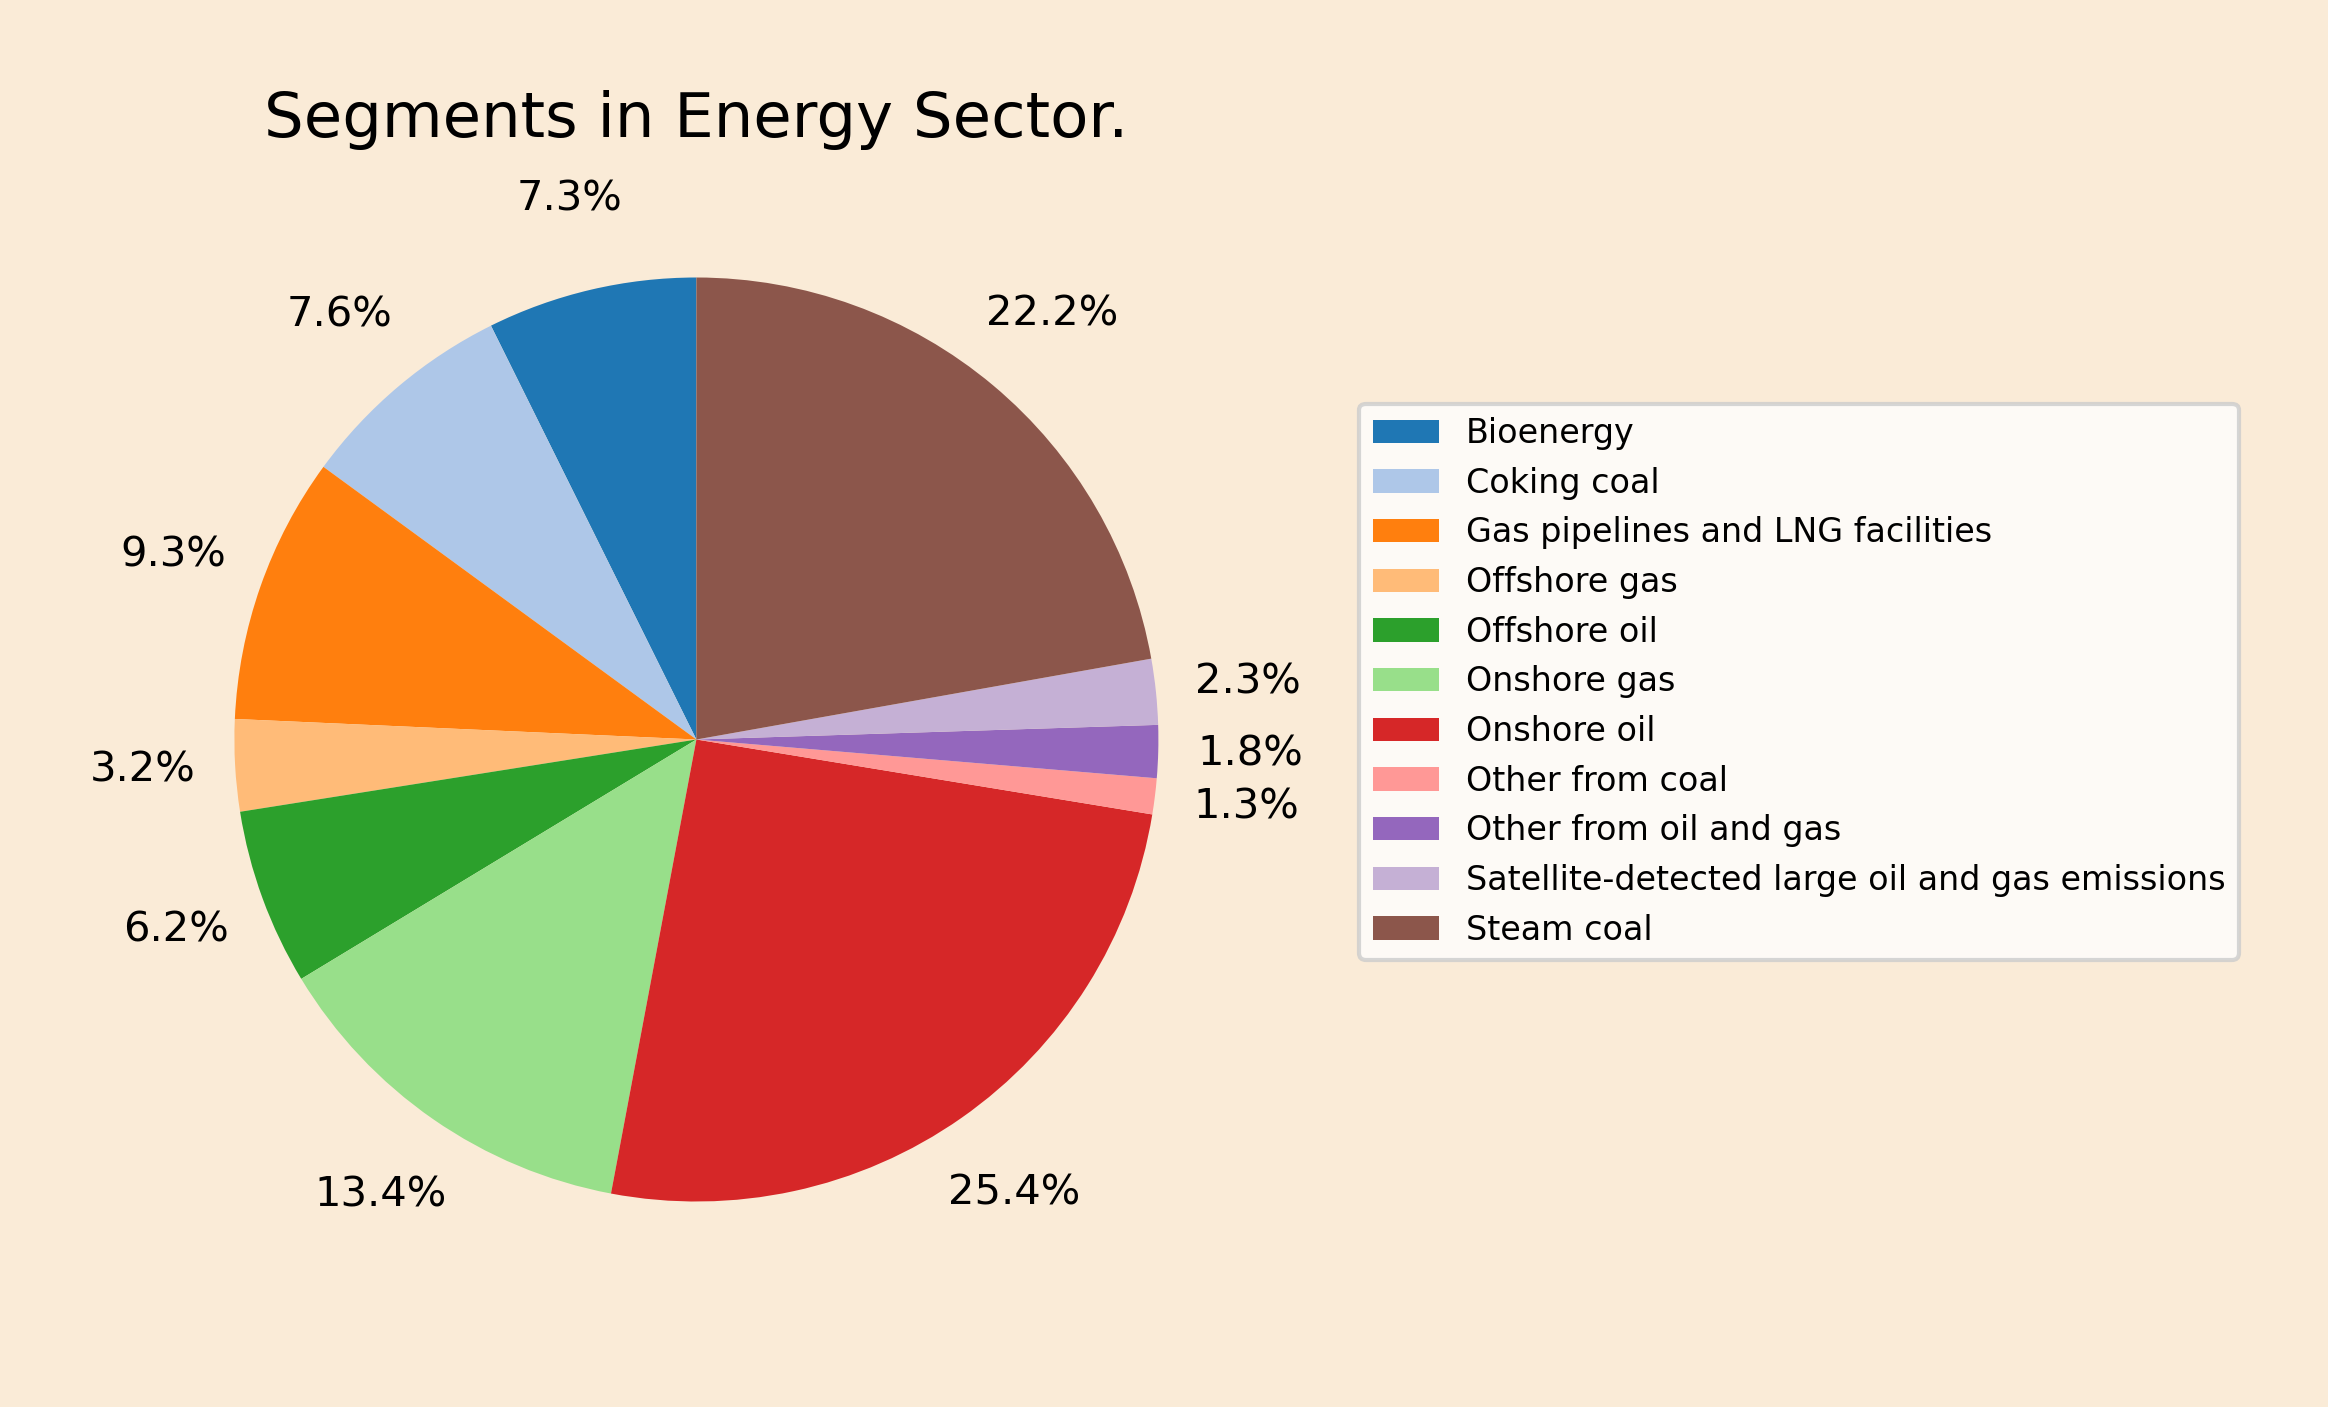 Segments in Energy Sector.
7.3%
7.6%
22.2%
9.3%
2.3%
1.8%
3.2%
1.3%
6.2%
13.4%
25.4%
Bioenergy
Coking coal
Gas pipelines and LNG facilities
Offshore gas
Offshore oil
Onshore gas
Onshore oil
Other from coal
Other from oil and gas
Satellite-detected large oil and gas emissions
Steam coal